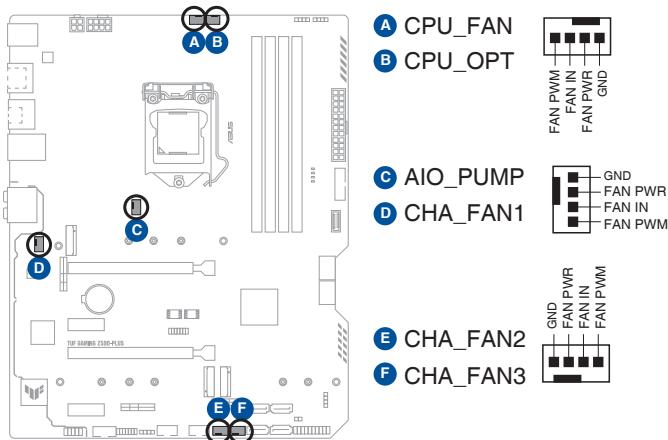 A CPU_FAN
B CPU_OPT
FAN PWM
FAN IN
FAN PWR
GND
C AIO_PUMP
D CHA_FAN1
GND
FAN PWR
FAN IN
FAN PWM
E CHA_FAN2
F CHA_FAN3
GND
FAN PWR
FAN IN
FAN PWM
A
B
/SUS
C
D
TUF GAMING Z590-PLUS
E
F